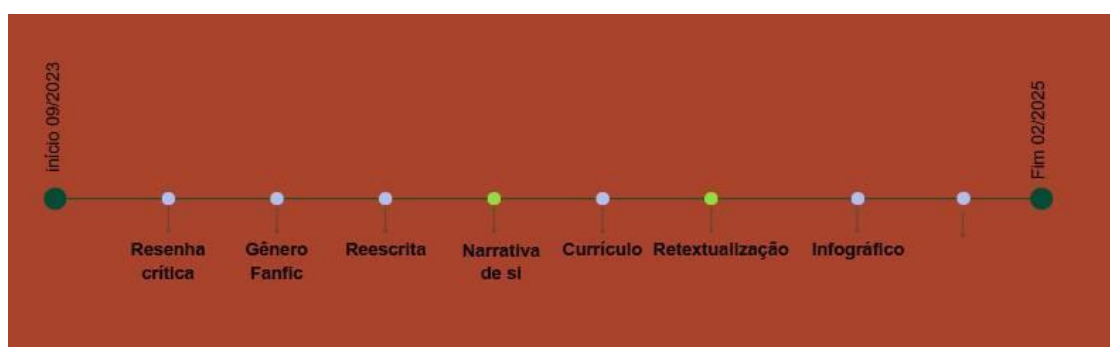 início 09/2023
Fim 02/2025
Resenha
crítica
Gênero
Fanfic
Reescrita
Narrativa
de si
Currículo
Retextualização
Infográfico